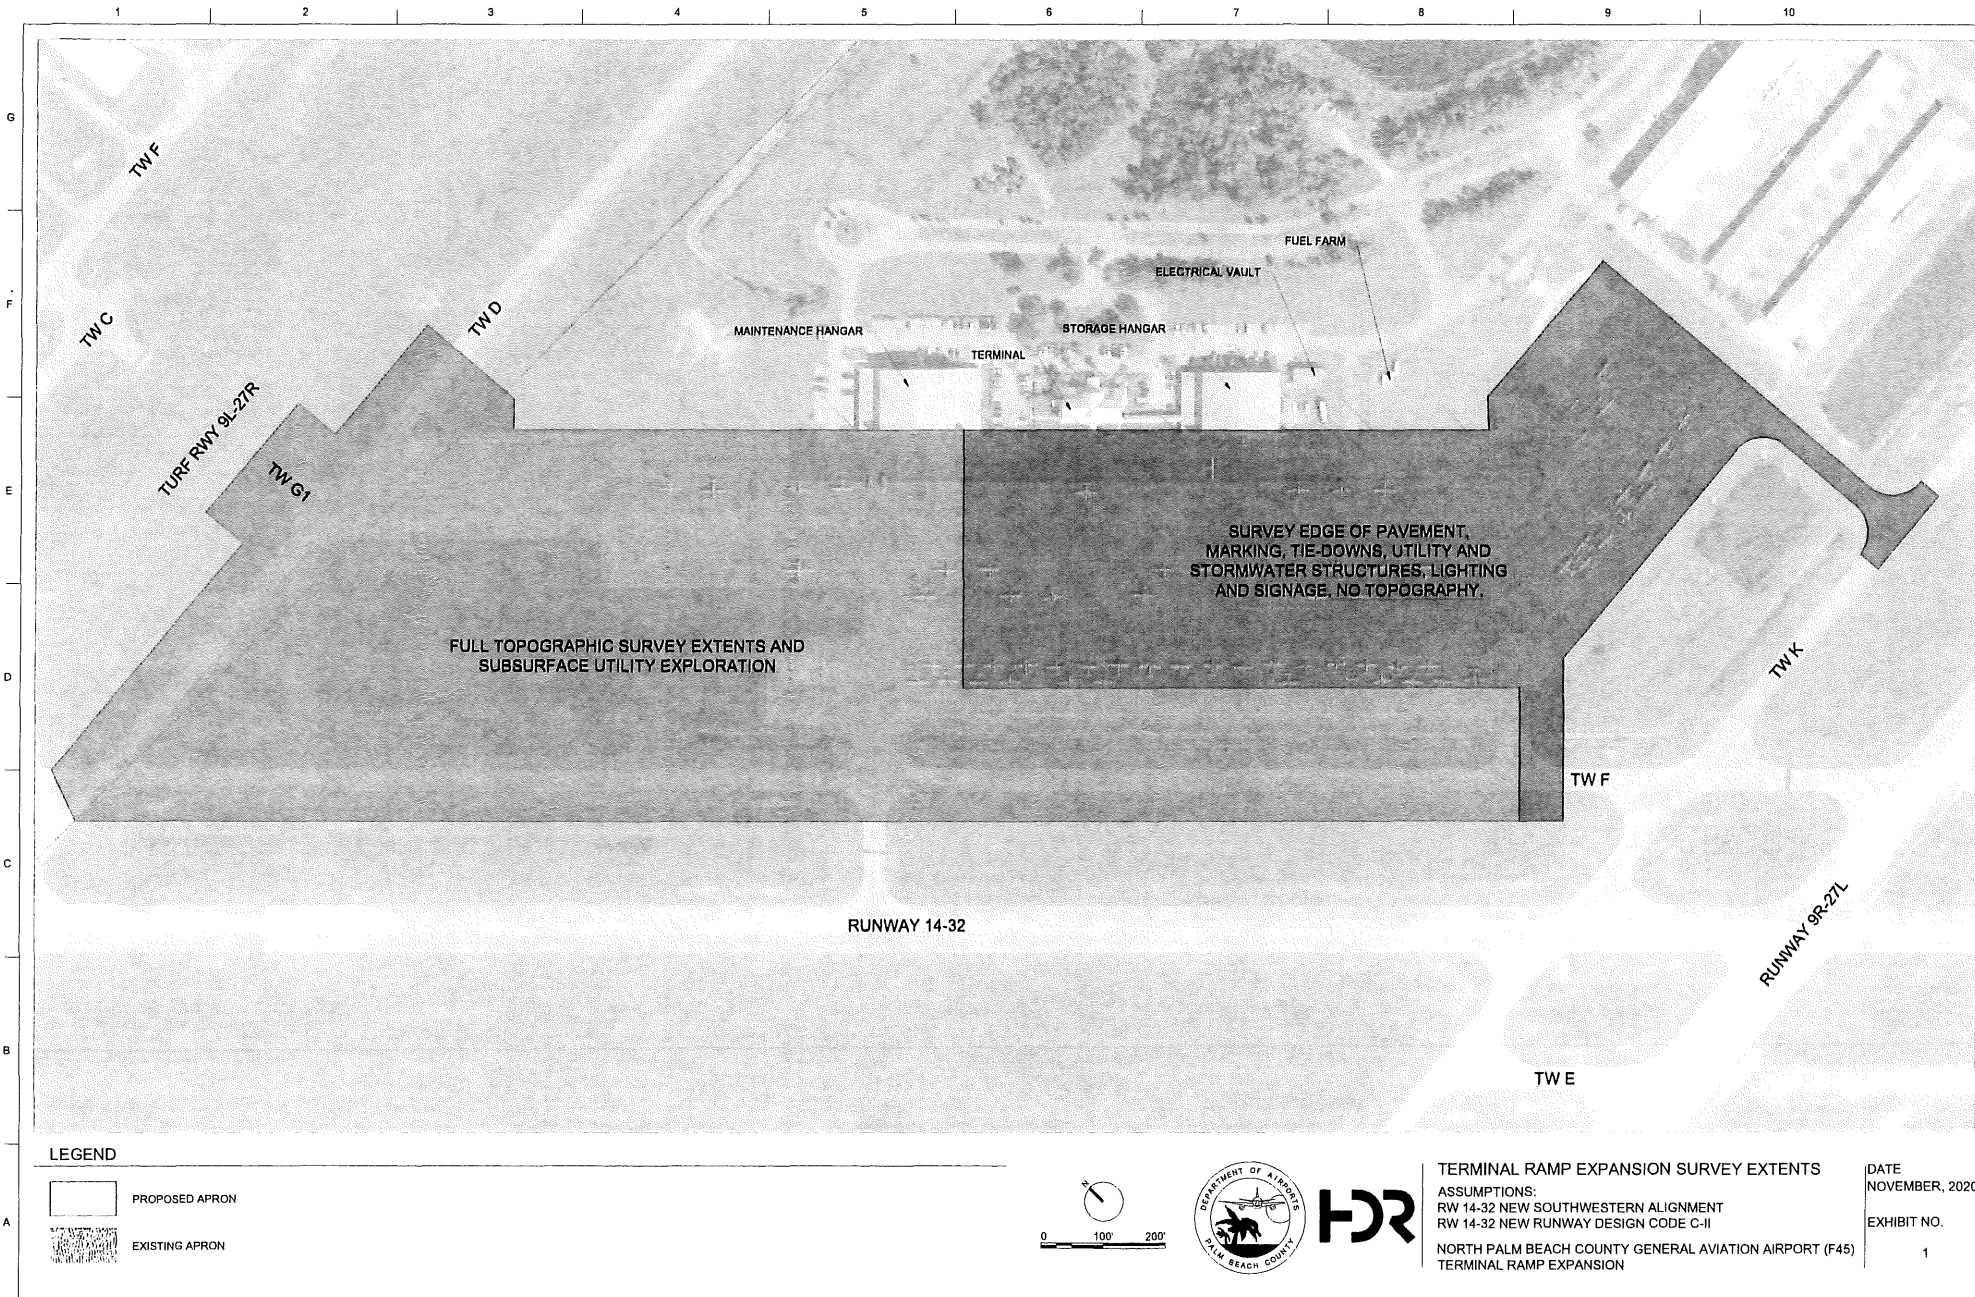 1 2 3 4 5 6 7 8 9 10
G
F
E
D
C
B
A
TW F
TW C
TW D
TURF RWY 9L-27R
TW G1
FUEL FARM
ELECTRICAL VAULT
MAINTENANCE HANGAR
STORAGE HANGAR
TERMINAL
SURVEY EDGE OF PAVEMENT,
MARKING, TIE-DOWNS, UTILITY AND
STORMWATER STRUCTURES, LIGHTING
AND SIGNAGE, NO TOPOGRAPHY.
FULL TOPOGRAPHIC SURVEY EXTENTS AND
SUBSURFACE UTILITY EXPLORATION
TW K
TW F
RUNWAY 14-32
RUNWAY 9R-27L
TW E
LEGEND
PROPOSED APRON
EXISTING APRON
N
0 100' 200'
DEPARTMENT OF AIRPORTS
PALM BEACH COUNTY
HDR
TERMINAL RAMP EXPANSION SURVEY EXTENTS
ASSUMPTIONS:
RW 14-32 NEW SOUTHWESTERN ALIGNMENT
RW 14-32 NEW RUNWAY DESIGN CODE C-II
NORTH PALM BEACH COUNTY GENERAL AVIATION AIRPORT (F45)
TERMINAL RAMP EXPANSION
DATE
NOVEMBER, 2020
EXHIBIT NO.
1